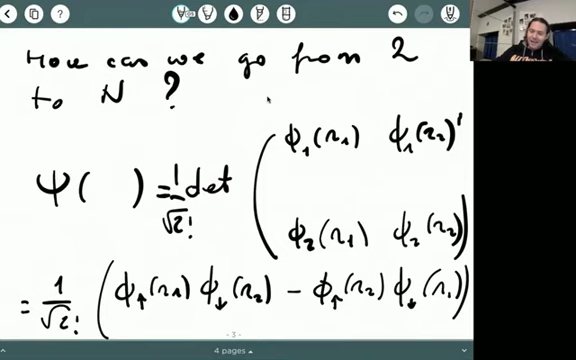 How can we go from 2
to N ?
ϕ₁(r₁) ϕ₁(r₂)
Ψ( ) = 1/√2! det
ϕ₂(r₁) ϕ₂(r₂)
= 1/√2! ( ϕ↑(r₁) ϕ↓(r₂) − ϕ↑(r₂) ϕ↓(r₁) )
- 3 -
4 pages